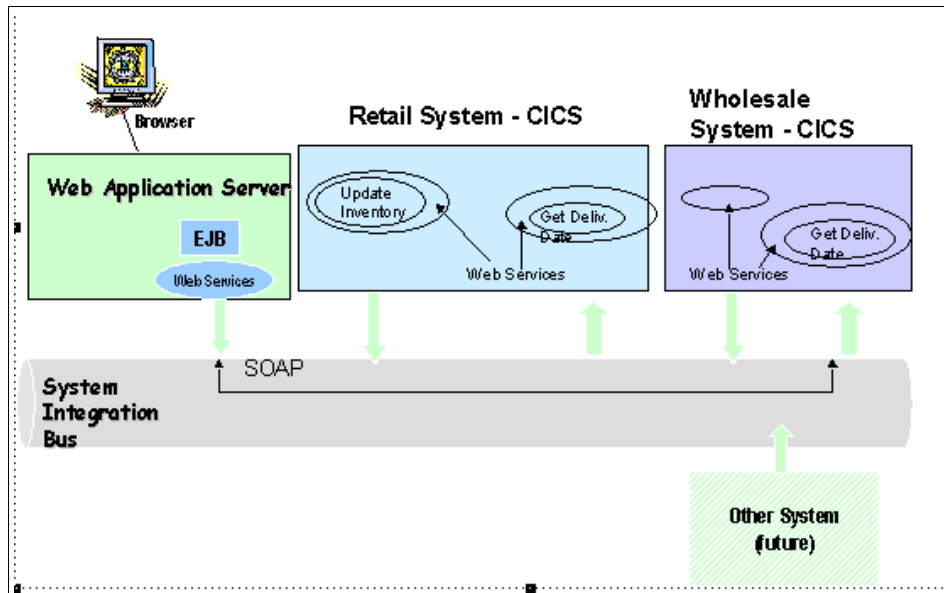 Browser
Retail System - CICS
Wholesale
System - CICS
Web Application Server
EJB
Web Services
Update
Inventory
Get Deliv.
Date
Web Services
Get Deliv.
Date
Web Services
SOAP
System
Integration
Bus
Other System
(future)